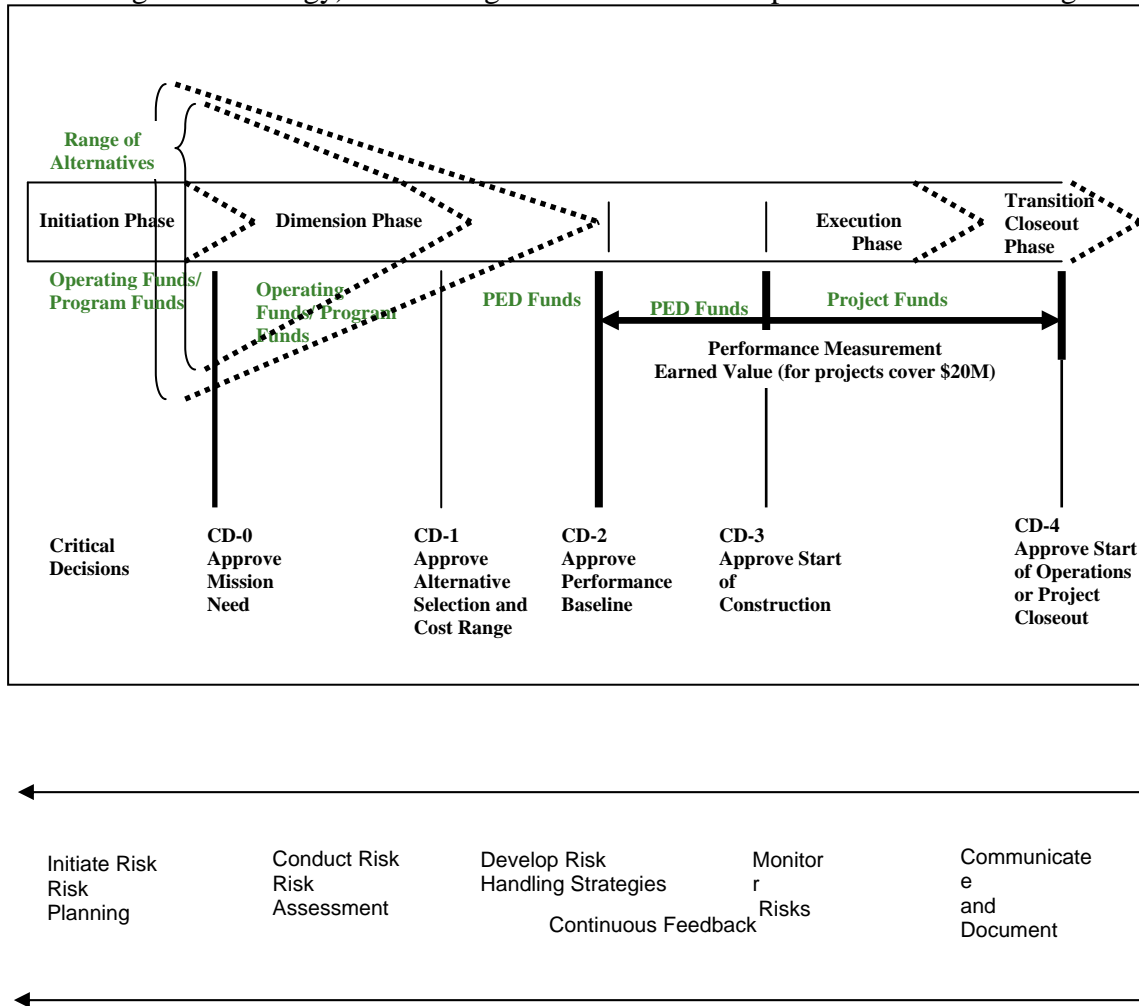 Range of
Alternatives
Initiation Phase
Dimension Phase
Execution
Phase
Transition
Closeout
Phase
Operating Funds/
Program Funds
Operating
Funds/ Program
Funds
PED Funds
PED Funds
Project Funds
Performance Measurement
Earned Value (for projects cover $20M)
Critical
Decisions
CD-0
Approve
Mission
Need
CD-1
Approve
Alternative
Selection and
Cost Range
CD-2
Approve
Performance
Baseline
CD-3
Approve Start
of
Construction
CD-4
Approve Start
of Operations
or Project
Closeout
Initiate Risk
Risk
Planning
Conduct Risk
Risk
Assessment
Develop Risk
Handling Strategies
Continuous Feedback
Monitor
r
Risks
Communicate
e
and
Document